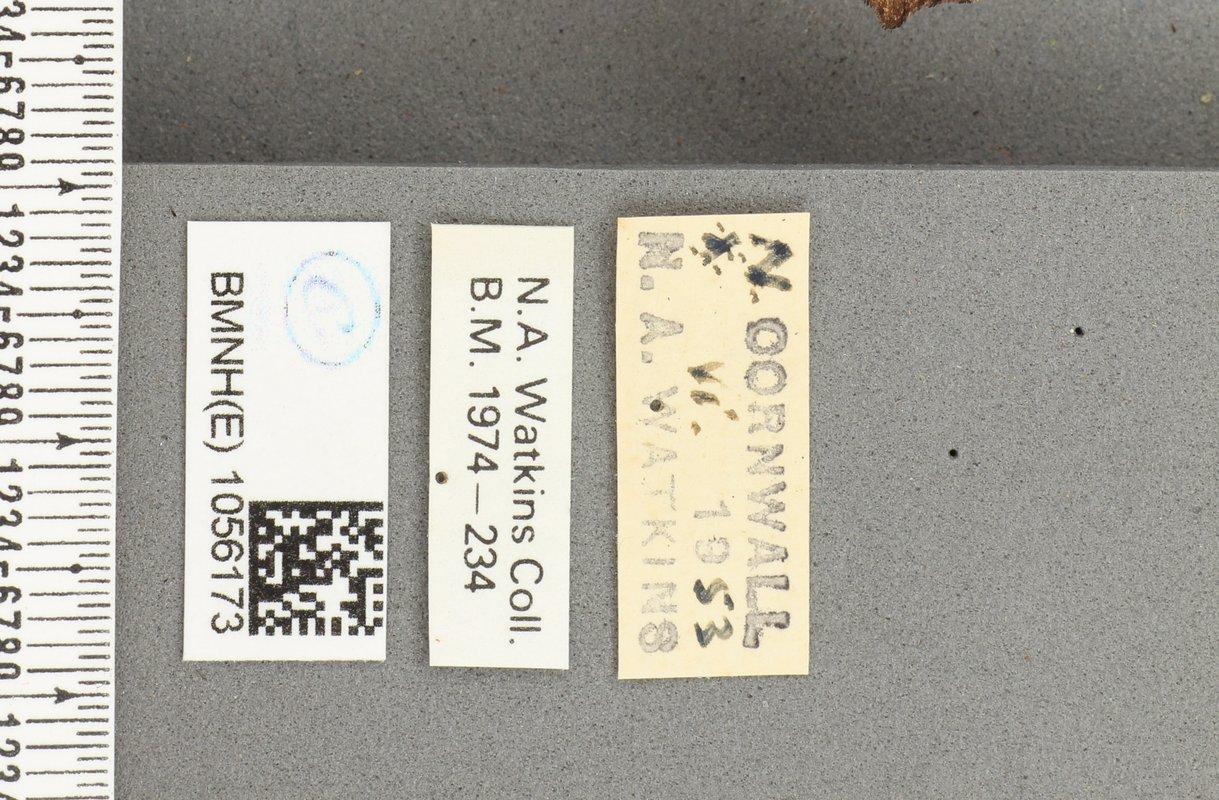 N. CORNWALL
* VI. 1953
N. A. WATKINS
N.A. Watkins Coll.
B.M. 1974–234
BMNH(E) 1056173